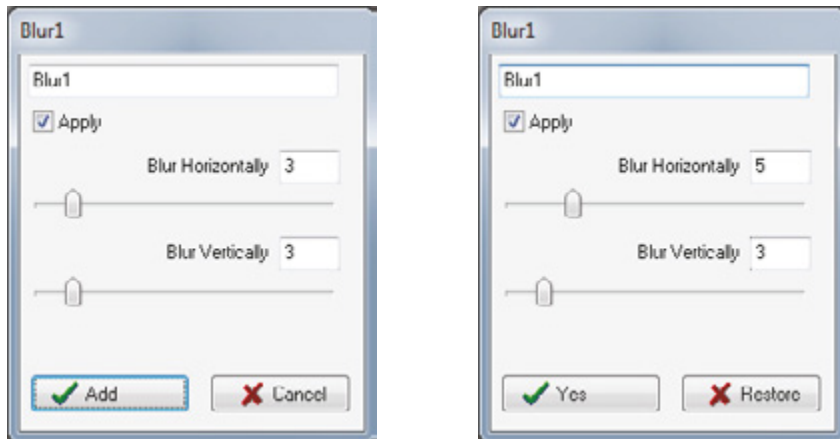 Blur1
Blur1
Apply
Blur Horizontally 3
Blur Vertically 3
Add Cancel
Blur1
Blur1
Apply
Blur Horizontally 5
Blur Vertically 3
Yes Restore